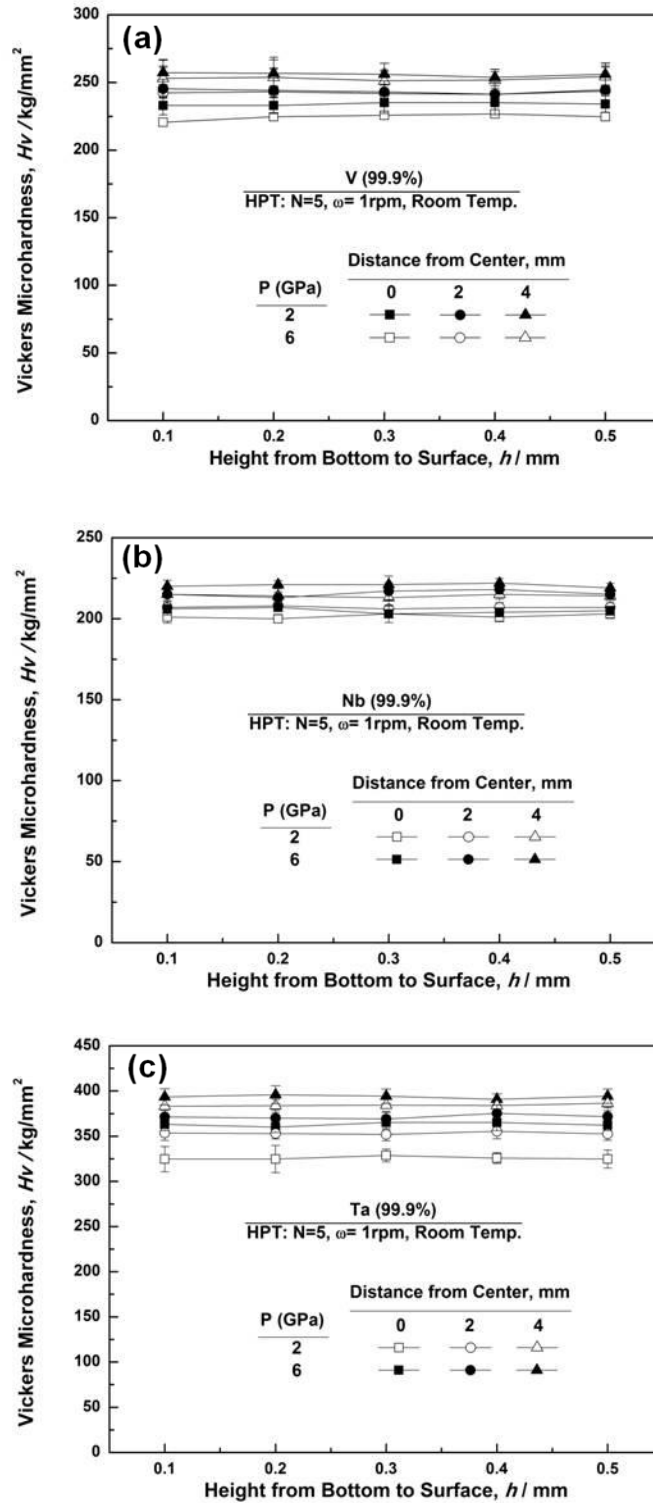 (a)
Vickers Microhardness, Hv / kg/mm²
300
250
200
150
100
50
0
V (99.9%)
HPT: N=5, ω= 1rpm, Room Temp.
Distance from Center, mm
P (GPa) 0 2 4
2
6
0.1 0.2 0.3 0.4 0.5
Height from Bottom to Surface, h / mm
(b)
Vickers Microhardness, Hv / kg/mm²
250
200
150
100
50
0
Nb (99.9%)
HPT: N=5, ω= 1rpm, Room Temp.
Distance from Center, mm
P (GPa) 0 2 4
2
6
0.1 0.2 0.3 0.4 0.5
Height from Bottom to Surface, h / mm
(c)
Vickers Microhardness, Hv / kg/mm²
450
400
350
300
250
200
150
100
50
0
Ta (99.9%)
HPT: N=5, ω= 1rpm, Room Temp.
Distance from Center, mm
P (GPa) 0 2 4
2
6
0.1 0.2 0.3 0.4 0.5
Height from Bottom to Surface, h / mm